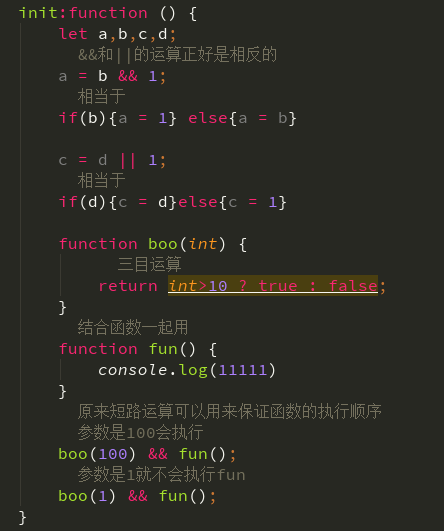 init:function () {
let a,b,c,d;
&&和||的运算正好是相反的
a = b && 1;
相当于
if(b){a = 1} else{a = b}
c = d || 1;
相当于
if(d){c = d}else{c = 1}
function boo(int) {
三目运算
return int>10 ? true : false;
}
结合函数一起用
function fun() {
console.log(11111)
}
原来短路运算可以用来保证函数的执行顺序
参数是100会执行
boo(100) && fun();
参数是1就不会执行fun
boo(1) && fun();
}